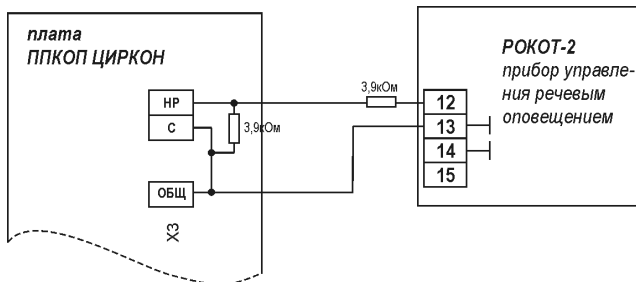 плата
ППКОП ЦИРКОН
НР
С
ОБЩ
Х3
3,9кОм
3,9кОм
12
13
14
15
РОКОТ-2
прибор управле-
ния речевым
оповещением